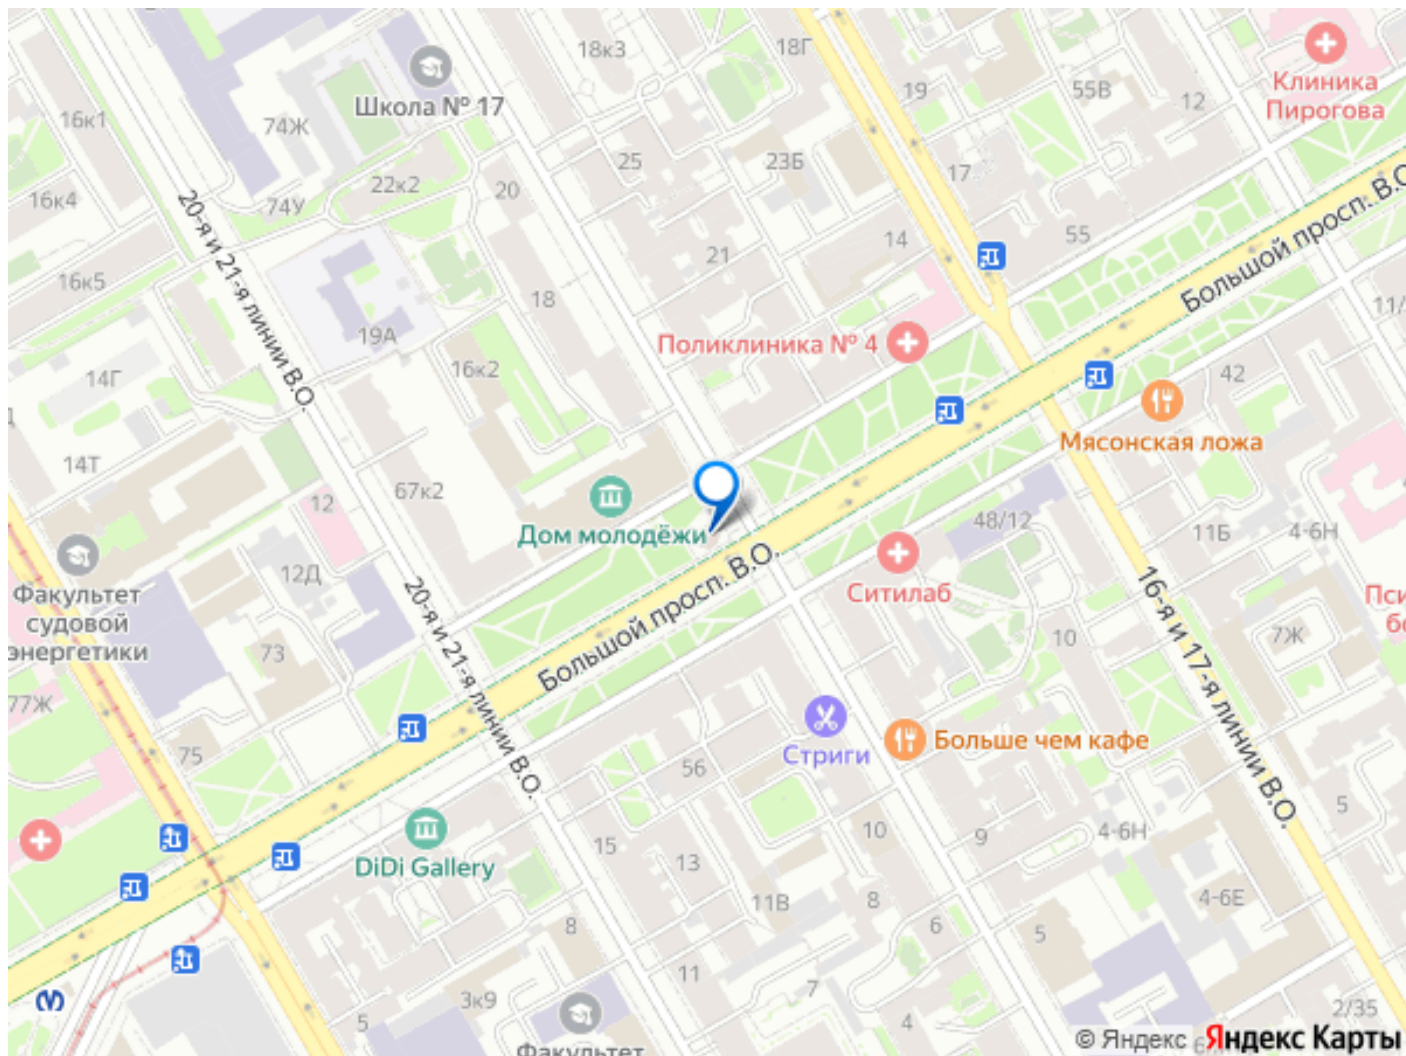 18к3
18Г
Клиника
Пирогова
Школа № 17
19
55В
12
16к1
74Ж
25
23Б
17
22к2
20
16к4
74У
20-я и 21-я линии В.О.
Большой просп. В.О.
14
55
21
16к5
18
11/
19А
Поликлиника № 4
16к2
14Г
42
Мясонская ложа
14Т
67к2
12
Дом молодёжи
48/12
11Б
4-6Н
Ситилаб
Факультет
судовой
энергетики
12Д
20-я и 21-я линии В.О.
Большой просп. В.О.
16-я и 17-я линии В.О.
Пси
бо
10
7Ж
73
77Ж
75
Стриги
Больше чем кафе
56
5
DiDi Gallery
15
13
10
9
4-6Н
11В
8
4-6Е
8
6
5
11
7
3к9
5
4
2/35
Факультет
© Яндекс Яндекс Карты